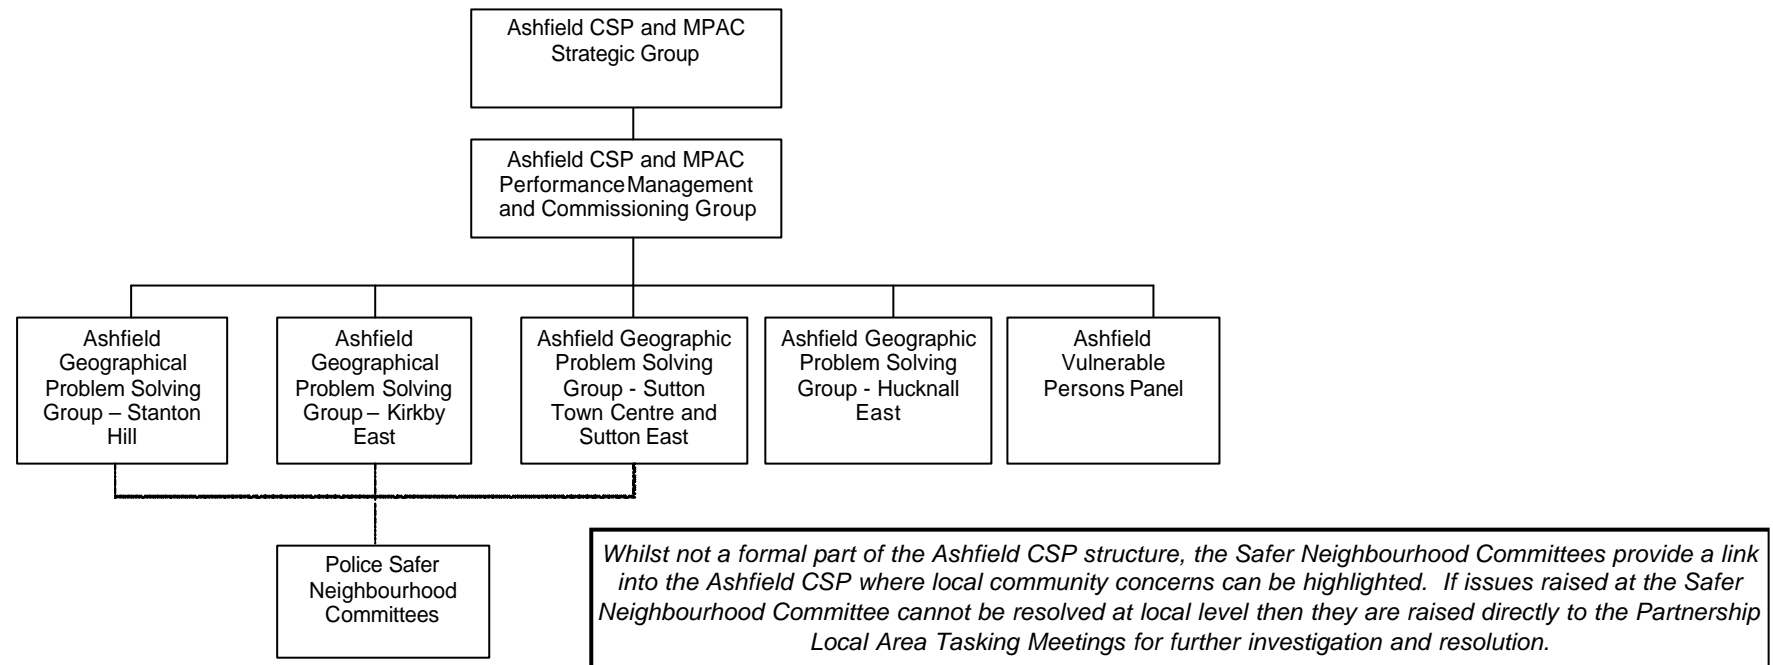 Ashfield CSP and MPAC
Strategic Group
Ashfield CSP and MPAC
Performance Management
and Commissioning Group
Ashfield
Geographical
Problem Solving
Group – Stanton
Hill
Ashfield
Geographical
Problem Solving
Group – Kirkby
East
Ashfield Geographic
Problem Solving
Group - Sutton
Town Centre and
Sutton East
Ashfield Geographic
Problem Solving
Group - Hucknall
East
Ashfield
Vulnerable
Persons Panel
Police Safer
Neighbourhood
Committees
Whilst not a formal part of the Ashfield CSP structure, the Safer Neighbourhood Committees provide a link
into the Ashfield CSP where local community concerns can be highlighted. If issues raised at the Safer
Neighbourhood Committee cannot be resolved at local level then they are raised directly to the Partnership
Local Area Tasking Meetings for further investigation and resolution.